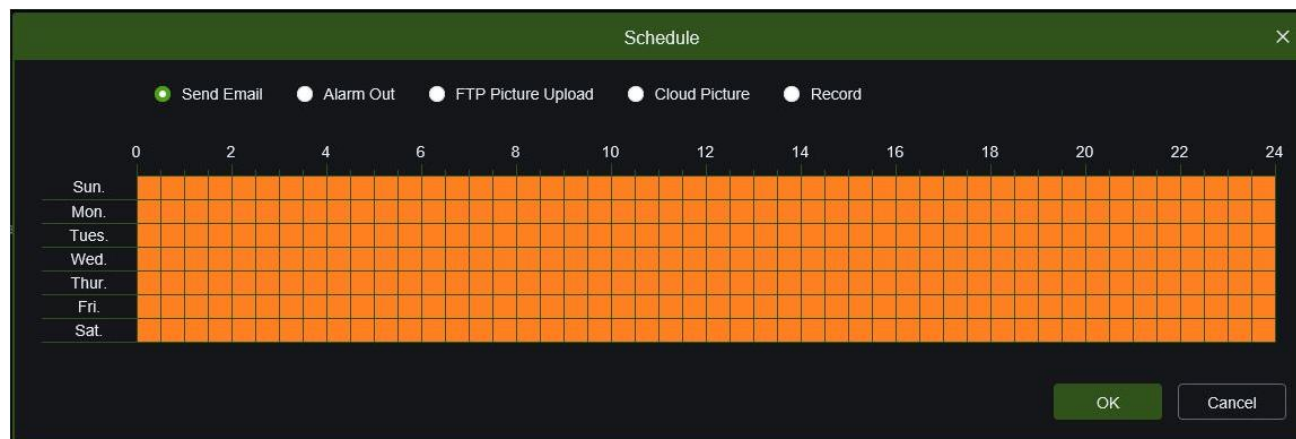 Schedule
Send Email Alarm Out FTP Picture Upload Cloud Picture Record
0 2 4 6 8 10 12 14 16 18 20 22 24
Sun.
Mon.
Tues.
Wed.
Thur.
Fri.
Sat.
OK Cancel